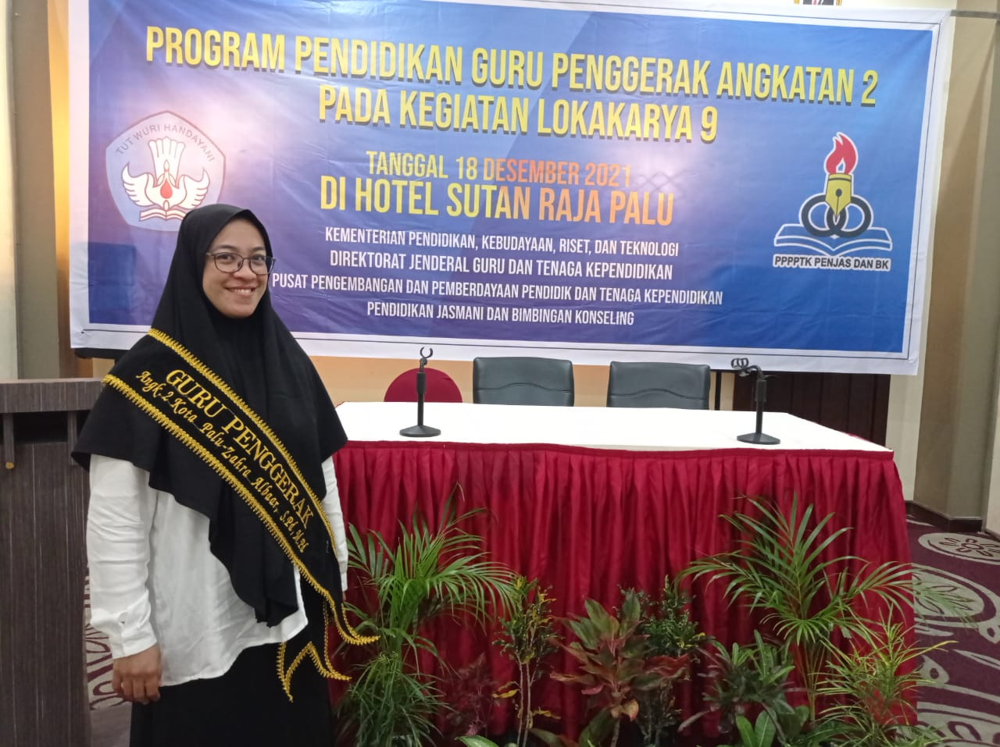 PROGRAM PENDIDIKAN GURU PENGGERAK ANGKATAN 2
PADA KEGIATAN LOKAKARYA 9
TANGGAL 18 DESEMBER 2021
DI HOTEL SUTAN RAJA PALU
KEMENTERIAN PENDIDIKAN, KEBUDAYAAN, RISET, DAN TEKNOLOGI
DIREKTORAT JENDERAL GURU DAN TENAGA KEPENDIDIKAN
PUSAT PENGEMBANGAN DAN PEMBERDAYAAN PENDIDIK DAN TENAGA KEPENDIDIKAN
PENDIDIKAN JASMANI DAN BIMBINGAN KONSELING
TUT WURI HANDAYANI
PPPPTK PENJAS DAN BK
GURU PENGGERAK
Angk-2 Kota Palu-Zahra Albaar, S.Pd, M.Pd